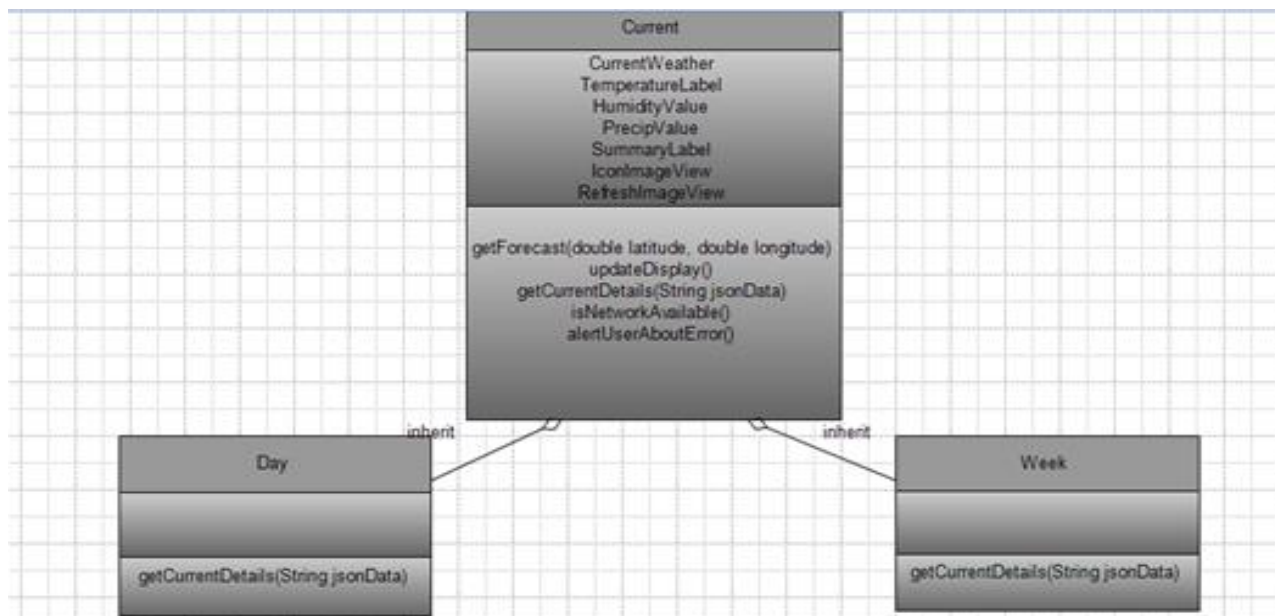 Current
CurrentWeather
TemperatureLabel
HumidityValue
PrecipValue
SummaryLabel
IconImageView
RefreshImageView
getForecast(double latitude, double longitude)
updateDisplay()
getCurrentDetails(String jsonData)
isNetworkAvailable()
alertUserAboutError()
inherit
inherit
Day
getCurrentDetails(String jsonData)
Week
getCurrentDetails(String jsonData)